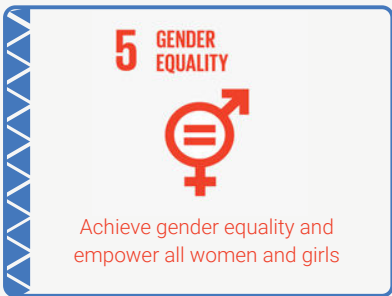 5 GENDER
EQUALITY
Achieve gender equality and
empower all women and girls